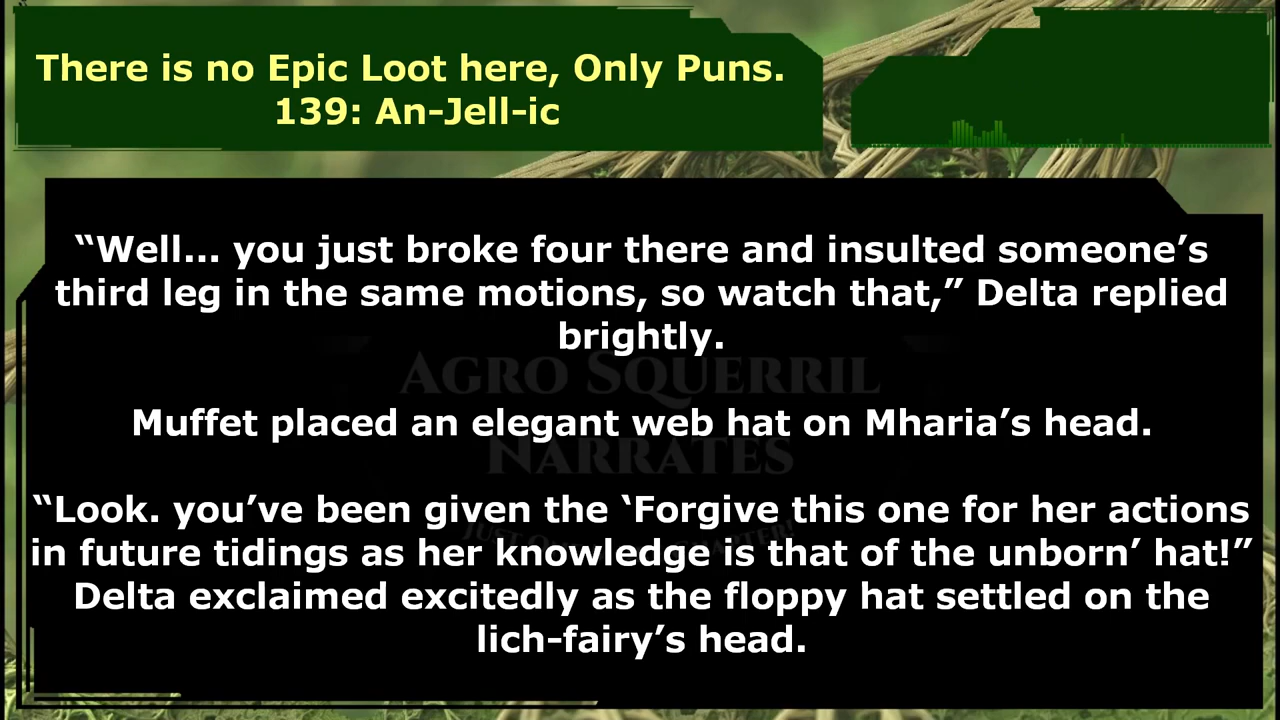 There is no Epic Loot here, Only Puns.
139: An-Jell-ic
“Well... you just broke four there and insulted someone’s
third leg in the same motions, so watch that,” Delta replied
brightly.
Muffet placed an elegant web hat on Mharia’s head.
“Look. you’ve been given the ‘Forgive this one for her actions
in future tidings as her knowledge is that of the unborn’ hat!”
Delta exclaimed excitedly as the floppy hat settled on the
lich-fairy’s head.
Agro Squerril
Narrates